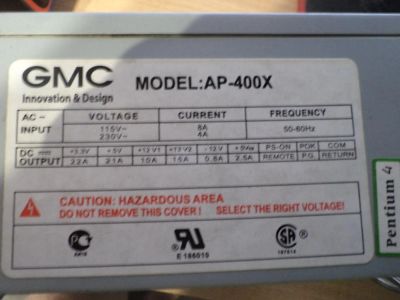 GMC
Innovation & Design
MODEL:AP-400X
AC ~ INPUT VOLTAGE CURRENT FREQUENCY
115V~ 8A 50-60Hz
230V~ 4A
DC OUTPUT +3.3V +5V +12 V1 +12 V2 -12 V +5Vsb PS-ON POK COM
22A 21A 10A 15A 0.8A 2.5A REMOTE P.G. RETURN
CAUTION: HAZARDOUS AREA
DO NOT REMOVE THIS COVER ! SELECT THE RIGHT VOLTAGE!
E 186010
Pentium 4